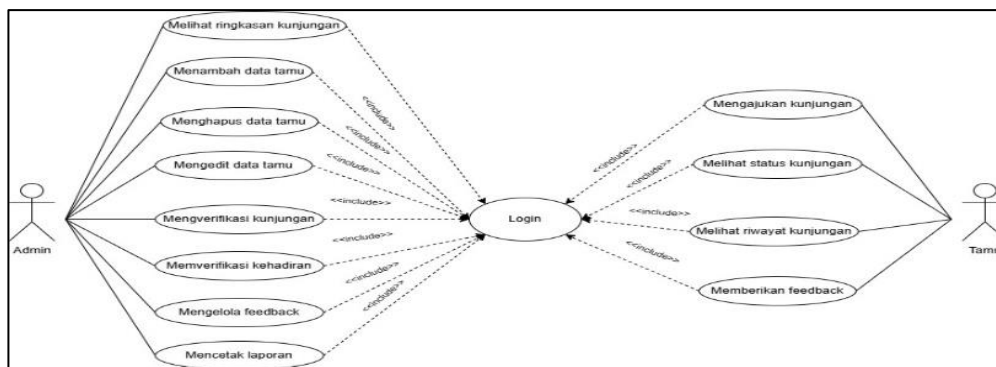 Melihat ringkasan kunjungan
Menambah data tamu
Menghapus data tamu
Mengedit data tamu
Mengverifikasi kunjungan
Memverifikasi kehadiran
Mengelola feedback
Mencetak laporan
Admin
<<include>>
<<include>>
<<include>>
<<include>>
<<include>>
<<include>>
<<include>>
Login
<<include>>
<<include>>
<<include>>
<<include>>
Mengajukan kunjungan
Melihat status kunjungan
Melihat riwayat kunjungan
Memberikan feedback
Tamu